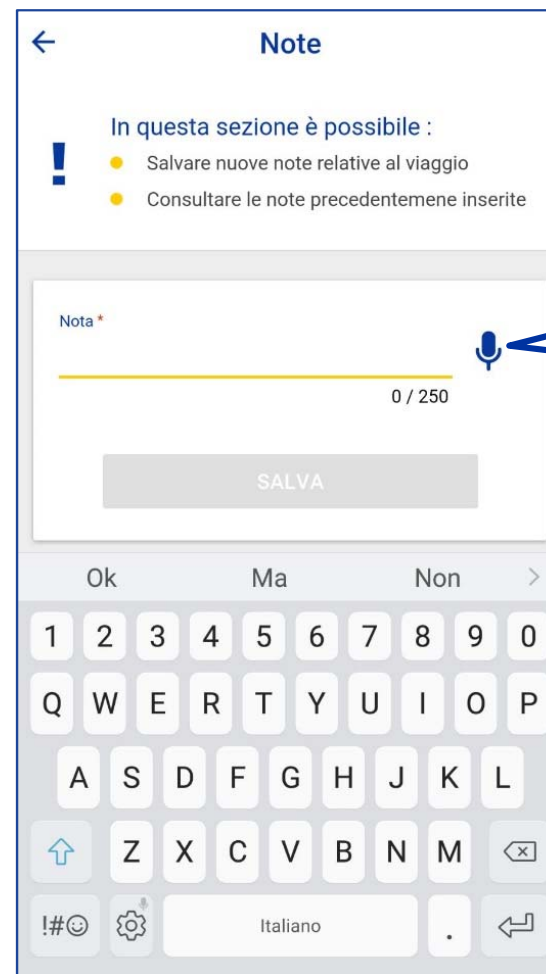 Note
In questa sezione è possibile :
Salvare nuove note relative al viaggio
Consultare le note precedentemene inserite
Nota *
0 / 250
SALVA
Ok Ma Non >
1 2 3 4 5 6 7 8 9 0
Q W E R T Y U I O P
A S D F G H J K L
Z X C V B N M
!#☺ Italiano .